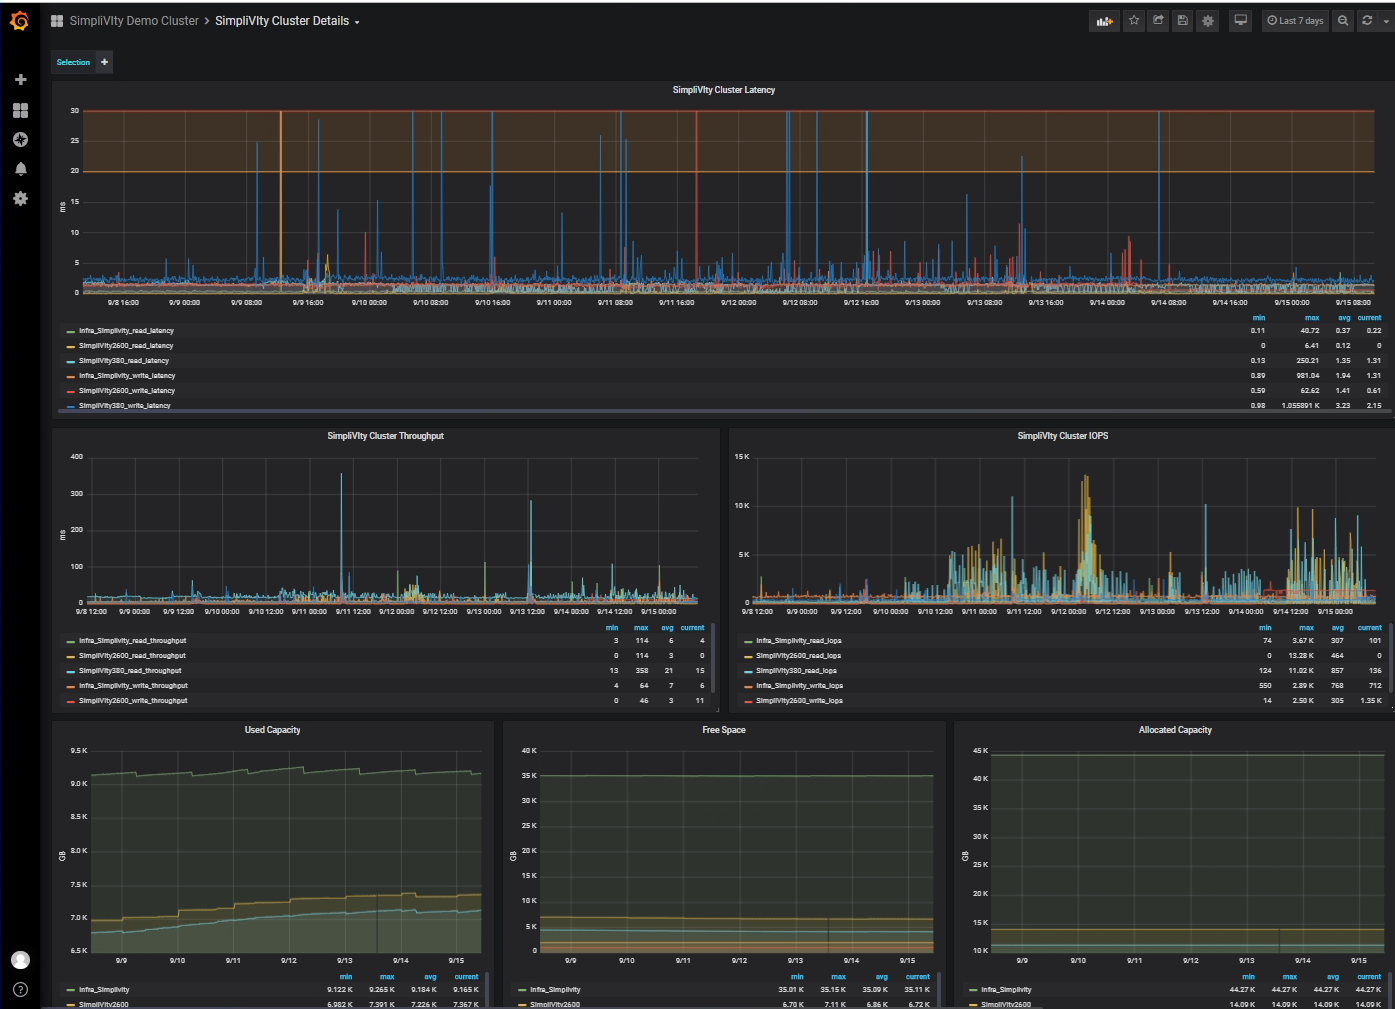 SimpliVIty Demo Cluster > SimpliVIty Cluster Details
Last 7 days
Selection
SimpliVIty Cluster Latency
30
25
20
15
10
5
0
ms
9/8 16:00 9/9 00:00 9/9 08:00 9/9 16:00 9/10 00:00 9/10 08:00 9/10 16:00 9/11 00:00 9/11 08:00 9/11 16:00 9/12 00:00 9/12 08:00 9/12 16:00 9/13 00:00 9/13 08:00 9/13 16:00 9/14 00:00 9/14 08:00 9/14 16:00 9/15 00:00 9/15 08:00
min max avg current
Infra_Simplivity_read_latency 0.11 40.72 0.37 0.22
SimpliVIty2600_read_latency 0 6.41 0.12 0
SimpliVIty380_read_latency 0.13 250.21 1.35 1.31
Infra_Simplivity_write_latency 0.89 981.04 1.94 1.31
SimpliVIty2600_write_latency 0.59 62.62 1.41 0.61
SimpliVIty380_write_latency 0.98 1.055891 K 3.23 2.15
SimpliVIty Cluster Throughput
400
300
200
100
0
ms
9/8 12:00 9/9 00:00 9/9 12:00 9/10 00:00 9/10 12:00 9/11 00:00 9/11 12:00 9/12 00:00 9/12 12:00 9/13 00:00 9/13 12:00 9/14 00:00 9/14 12:00 9/15 00:00
min max avg current
Infra_Simplivity_read_throughput 3 114 6 4
SimpliVIty2600_read_throughput 0 114 3 0
SimpliVIty380_read_throughput 13 358 21 15
Infra_Simplivity_write_throughput 4 64 7 6
SimpliVIty2600_write_throughput 0 46 3 11
SimpliVIty Cluster IOPS
15 K
10 K
5 K
0
9/8 12:00 9/9 00:00 9/9 12:00 9/10 00:00 9/10 12:00 9/11 00:00 9/11 12:00 9/12 00:00 9/12 12:00 9/13 00:00 9/13 12:00 9/14 00:00 9/14 12:00 9/15 00:00
min max avg current
Infra_Simplivity_read_iops 74 3.67 K 307 101
SimpliVIty2600_read_iops 0 13.28 K 464 0
SimpliVIty380_read_iops 124 11.02 K 857 136
Infra_Simplivity_write_iops 550 2.89 K 768 712
SimpliVIty2600_write_iops 14 2.50 K 305 1.35 K
Used Capacity
9.5 K
9.0 K
8.5 K
8.0 K
7.5 K
7.0 K
6.5 K
GB
9/9 9/10 9/11 9/12 9/13 9/14 9/15
min max avg current
Infra_Simplivity 9.122 K 9.265 K 9.184 K 9.165 K
SimpliVIty2600 6.982 K 7.391 K 7.226 K 7.367 K
Free Space
40 K
35 K
30 K
25 K
20 K
15 K
10 K
5 K
0
GB
9/9 9/10 9/11 9/12 9/13 9/14 9/15
min max avg current
Infra_Simplivity 35.01 K 35.15 K 35.09 K 35.11 K
SimpliVIty2600 6.70 K 7.11 K 6.86 K 6.72 K
Allocated Capacity
45 K
40 K
35 K
30 K
25 K
20 K
15 K
10 K
GB
9/9 9/10 9/11 9/12 9/13 9/14 9/15
min max avg current
Infra_Simplivity 44.27 K 44.27 K 44.27 K 44.27 K
SimpliVIty2600 14.09 K 14.09 K 14.09 K 14.09 K